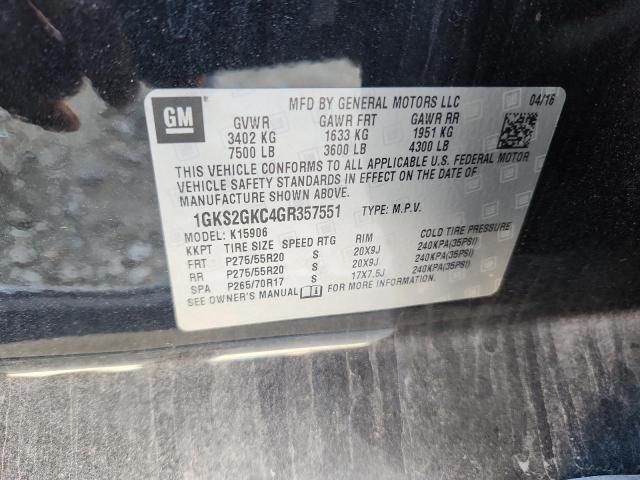 GM
MFD BY GENERAL MOTORS LLC 04/16
GVWR GAWR FRT GAWR RR
3402 KG 1633 KG 1951 KG
7500 LB 3600 LB 4300 LB
THIS VEHICLE CONFORMS TO ALL APPLICABLE U.S. FEDERAL MOTOR
VEHICLE SAFETY STANDARDS IN EFFECT ON THE DATE OF
MANUFACTURE SHOWN ABOVE.
1GKS2GKC4GR357551 TYPE: M.P.V.
MODEL: K15906
KKPT TIRE SIZE SPEED RTG RIM COLD TIRE PRESSURE
FRT P275/55R20 S 20X9J 240KPA(35PSI)
RR P275/55R20 S 20X9J 240KPA(35PSI)
SPA P265/70R17 S 17X7.5J 240KPA(35PSI)
SEE OWNER'S MANUAL FOR MORE INFORMATION.